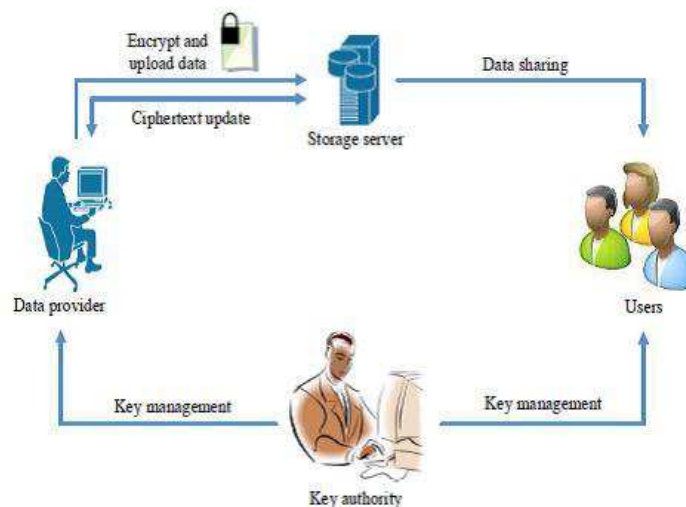 Encrypt and
upload data
Data sharing
Ciphertext update
Storage server
Data provider
Users
Key management
Key management
Key authority